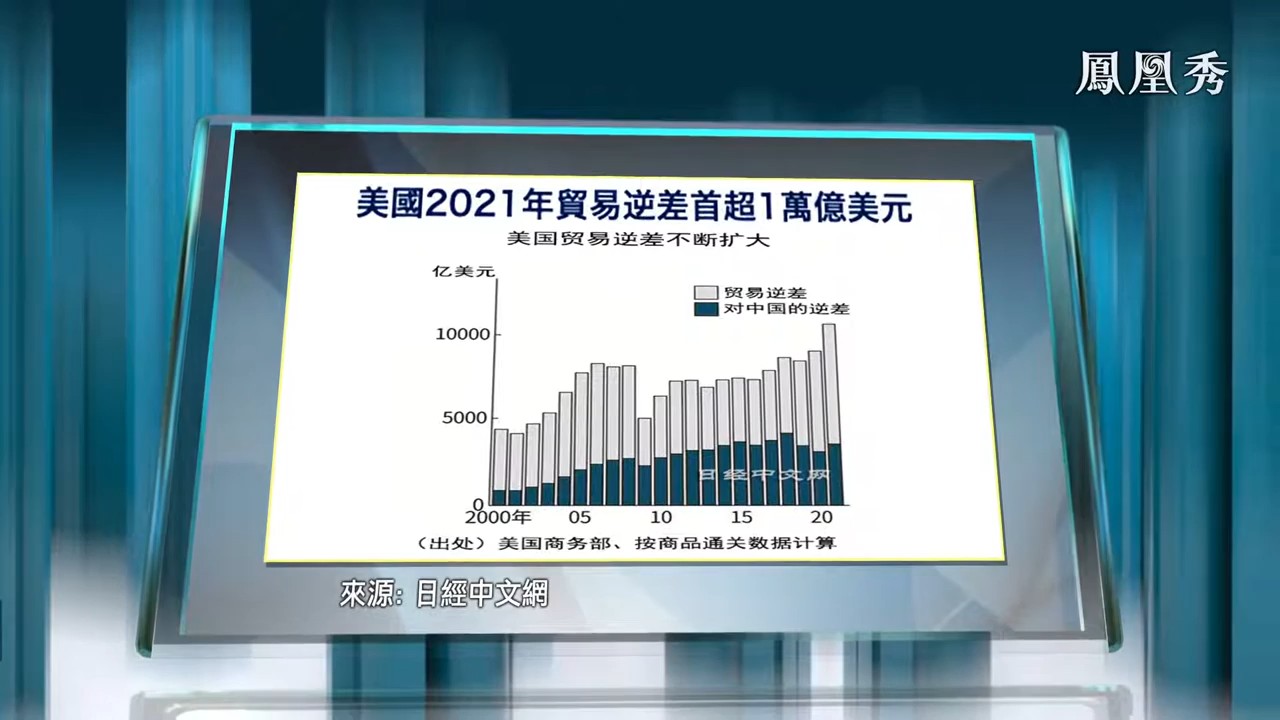 鳳凰秀
美國2021年貿易逆差首超1萬億美元
美国贸易逆差不断扩大
亿美元
贸易逆差
对中国的逆差
10000
5000
0
日经中文网
2000年 05 10 15 20
（出处）美国商务部、按商品通关数据计算
來源: 日經中文網